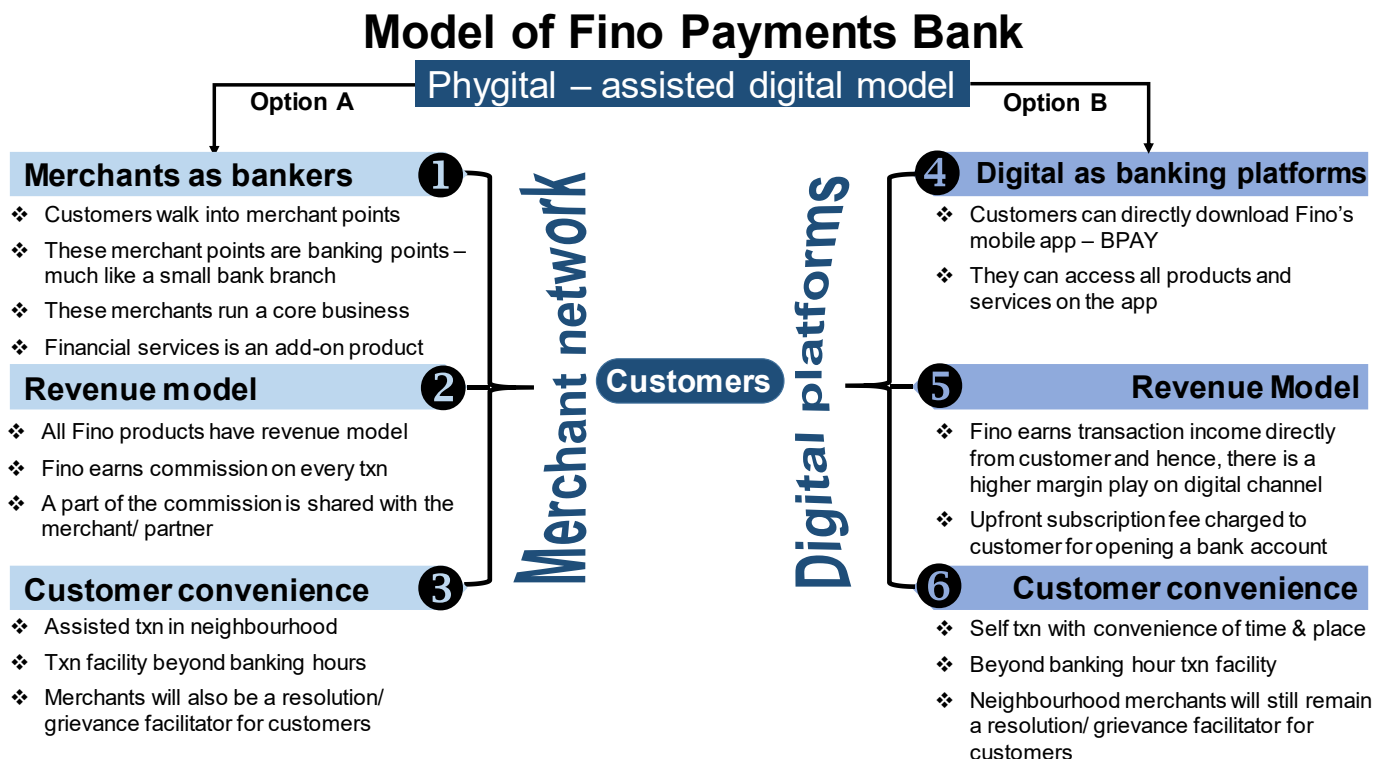 Model of Fino Payments Bank
Phygital – assisted digital model
Option A
Option B
Merchants as bankers
1
❖ Customers walk into merchant points
❖ These merchant points are banking points –
much like a small bank branch
❖ These merchants run a core business
❖ Financial services is an add-on product
Revenue model
2
❖ All Fino products have revenue model
❖ Fino earns commission on every txn
❖ A part of the commission is shared with the
merchant/ partner
Customer convenience
3
❖ Assisted txn in neighbourhood
❖ Txn facility beyond banking hours
❖ Merchants will also be a resolution/
grievance facilitator for customers
Merchant network
Customers
Digital platforms
4
Digital as banking platforms
❖ Customers can directly download Fino’s
mobile app – BPAY
❖ They can access all products and
services on the app
5
Revenue Model
❖ Fino earns transaction income directly
from customer and hence, there is a
higher margin play on digital channel
❖ Upfront subscription fee charged to
customer for opening a bank account
6
Customer convenience
❖ Self txn with convenience of time & place
❖ Beyond banking hour txn facility
❖ Neighbourhood merchants will still remain
a resolution/ grievance facilitator for
customers